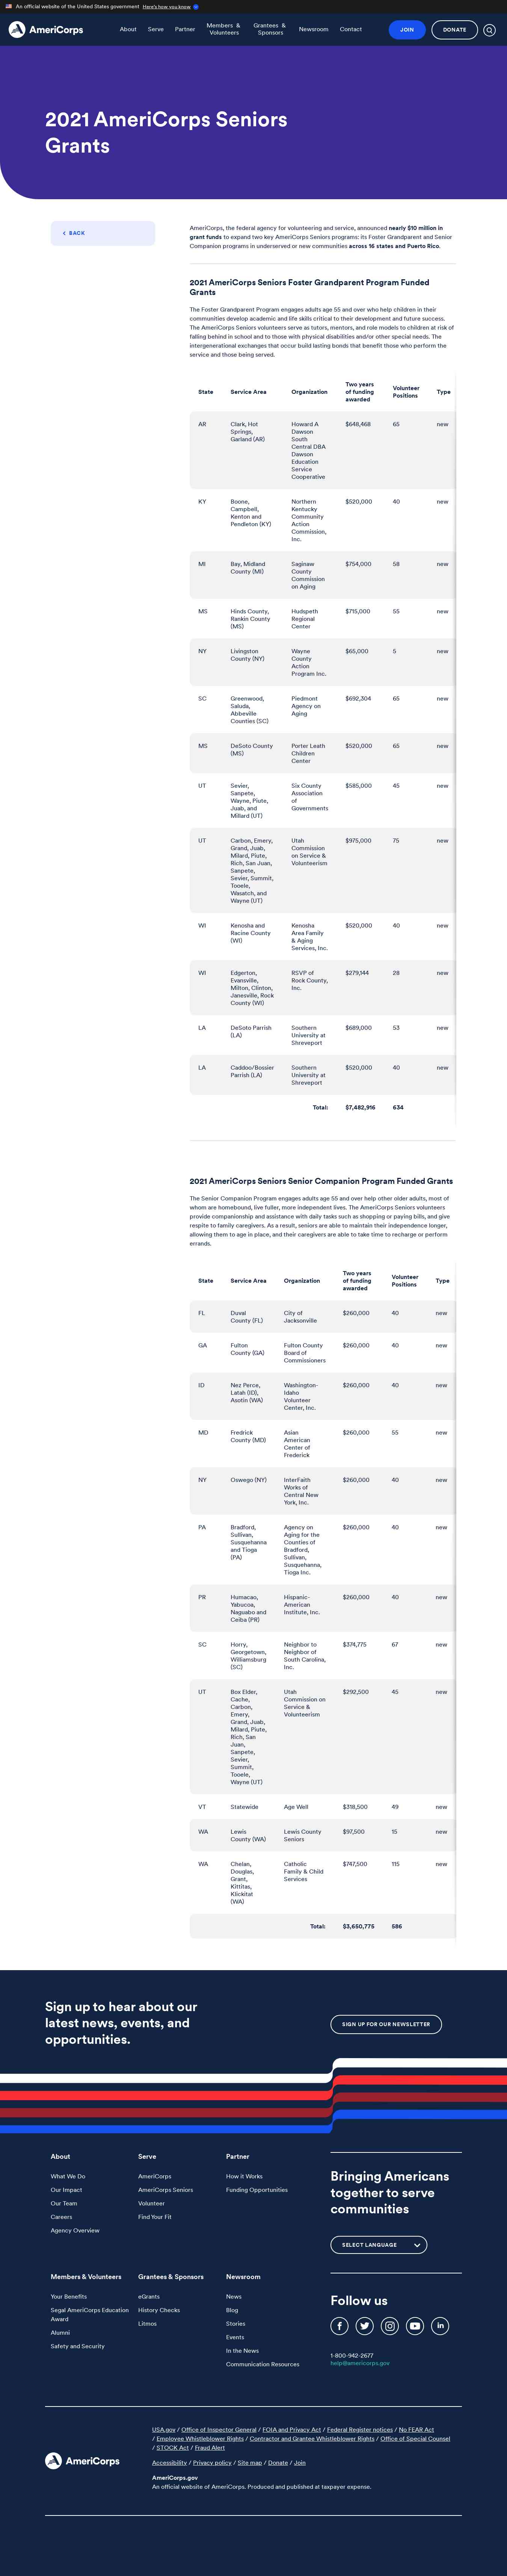 An official website of the United States government Here's how you know
AmeriCorps
About Serve Partner Members & Volunteers Grantees & Sponsors Newsroom Contact JOIN DONATE
2021 AmeriCorps Seniors
Grants
BACK
AmeriCorps, the federal agency for volunteering and service, announced nearly $10 million in
grant funds to expand two key AmeriCorps Seniors programs: its Foster Grandparent and Senior
Companion programs in underserved or new communities across 16 states and Puerto Rico.
2021 AmeriCorps Seniors Foster Grandparent Program Funded
Grants
The Foster Grandparent Program engages adults age 55 and over who help children in their
communities develop academic and life skills critical to their development and future success.
The AmeriCorps Seniors volunteers serve as tutors, mentors, and role models to children at risk of
falling behind in school and to those with physical disabilities and/or other special needs. The
intergenerational exchanges that occur build lasting bonds that benefit those who perform the
service and those being served.
State Service Area Organization Two years of funding awarded Volunteer Positions Type
AR Clark, Hot Springs, Garland (AR) Howard A Dawson South Central DBA Dawson Education Service Cooperative $648,468 65 new
KY Boone, Campbell, Kenton and Pendleton (KY) Northern Kentucky Community Action Commission, Inc. $520,000 40 new
MI Bay, Midland County (MI) Saginaw County Commission on Aging $754,000 58 new
MS Hinds County, Rankin County (MS) Hudspeth Regional Center $715,000 55 new
NY Livingston County (NY) Wayne County Action Program Inc. $65,000 5 new
SC Greenwood, Saluda, Abbeville Counties (SC) Piedmont Agency on Aging $692,304 65 new
MS DeSoto County (MS) Porter Leath Children Center $520,000 65 new
UT Sevier, Sanpete, Wayne, Piute, Juab, and Millard (UT) Six County Association of Governments $585,000 45 new
UT Carbon, Emery, Grand, Juab, Milard, Piute, Rich, San Juan, Sanpete, Sevier, Summit, Tooele, Wasatch, and Wayne (UT) Utah Commission on Service & Volunteerism $975,000 75 new
WI Kenosha and Racine County (WI) Kenosha Area Family & Aging Services, Inc. $520,000 40 new
WI Edgerton, Evansville, Milton, Clinton, Janesville, Rock County (WI) RSVP of Rock County, Inc. $279,144 28 new
LA DeSoto Parrish (LA) Southern University at Shreveport $689,000 53 new
LA Caddoo/Bossier Parrish (LA) Southern University at Shreveport $520,000 40 new
Total: $7,482,916 634
2021 AmeriCorps Seniors Senior Companion Program Funded Grants
The Senior Companion Program engages adults age 55 and over help other older adults, most of
whom are homebound, live fuller, more independent lives. The AmeriCorps Seniors volunteers
provide companionship and assistance with daily tasks such as shopping or paying bills, and give
respite to family caregivers. As a result, seniors are able to maintain their independence longer,
allowing them to age in place, and their caregivers are able to take time to recharge or perform
errands.
State Service Area Organization Two years of funding awarded Volunteer Positions Type
FL Duval County (FL) City of Jacksonville $260,000 40 new
GA Fulton County (GA) Fulton County Board of Commissioners $260,000 40 new
ID Nez Perce, Latah (ID), Asotin (WA) Washington-Idaho Volunteer Center, Inc. $260,000 40 new
MD Fredrick County (MD) Asian American Center of Frederick $260,000 55 new
NY Oswego (NY) InterFaith Works of Central New York, Inc. $260,000 40 new
PA Bradford, Sullivan, Susquehanna and Tioga (PA) Agency on Aging for the Counties of Bradford, Sullivan, Susquehanna, Tioga Inc. $260,000 40 new
PR Humacao, Yabucoa, Naguabo and Ceiba (PR) Hispanic-American Institute, Inc. $260,000 40 new
SC Horry, Georgetown, Williamsburg (SC) Neighbor to Neighbor of South Carolina, Inc. $374,775 67 new
UT Box Elder, Cache, Carbon, Emery, Grand, Juab, Milard, Piute, Rich, San Juan, Sanpete, Sevier, Summit, Tooele, Wayne (UT) Utah Commission on Service & Volunteerism $292,500 45 new
VT Statewide Age Well $318,500 49 new
WA Lewis County (WA) Lewis County Seniors $97,500 15 new
WA Chelan, Douglas, Grant, Kittitas, Klickitat (WA) Catholic Family & Child Services $747,500 115 new
Total: $3,650,775 586
Sign up to hear about our
latest news, events, and
opportunities.
SIGN UP FOR OUR NEWSLETTER
About
What We Do
Our Impact
Our Team
Careers
Agency Overview
Serve
AmeriCorps
AmeriCorps Seniors
Volunteer
Find Your Fit
Partner
How it Works
Funding Opportunities
Bringing Americans
together to serve
communities
SELECT LANGUAGE
Members & Volunteers
Your Benefits
Segal AmeriCorps Education
Award
Alumni
Safety and Security
Grantees & Sponsors
eGrants
History Checks
Litmos
Newsroom
News
Blog
Stories
Events
In the News
Communication Resources
Follow us
1-800-942-2677
help@americorps.gov
AmeriCorps
USA.gov / Office of Inspector General / FOIA and Privacy Act / Federal Register notices / No FEAR Act
/ Employee Whistleblower Rights / Contractor and Grantee Whistleblower Rights / Office of Special Counsel
/ STOCK Act / Fraud Alert
Accessibility / Privacy policy / Site map / Donate / Join
AmeriCorps.gov
An official website of AmeriCorps. Produced and published at taxpayer expense.